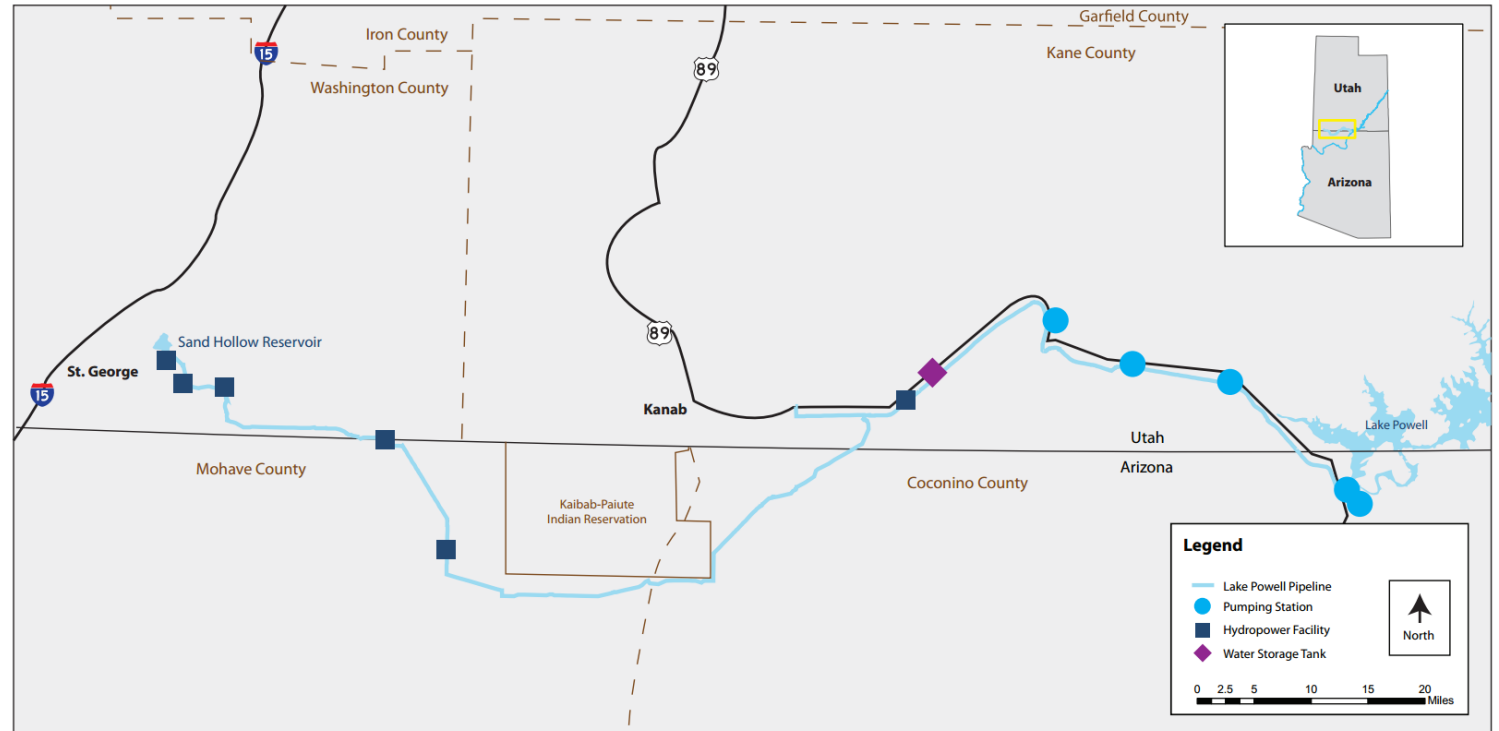 Garfield County
Iron County
Kane County
15
89
Washington County
Utah
Arizona
89
Sand Hollow Reservoir
St. George
15
Kanab
Lake Powell
Utah
Mohave County
Arizona
Coconino County
Kaibab-Paiute
Indian Reservation
Legend
Lake Powell Pipeline
Pumping Station
Hydropower Facility
Water Storage Tank
North
0 2.5 5 10 15 20
Miles